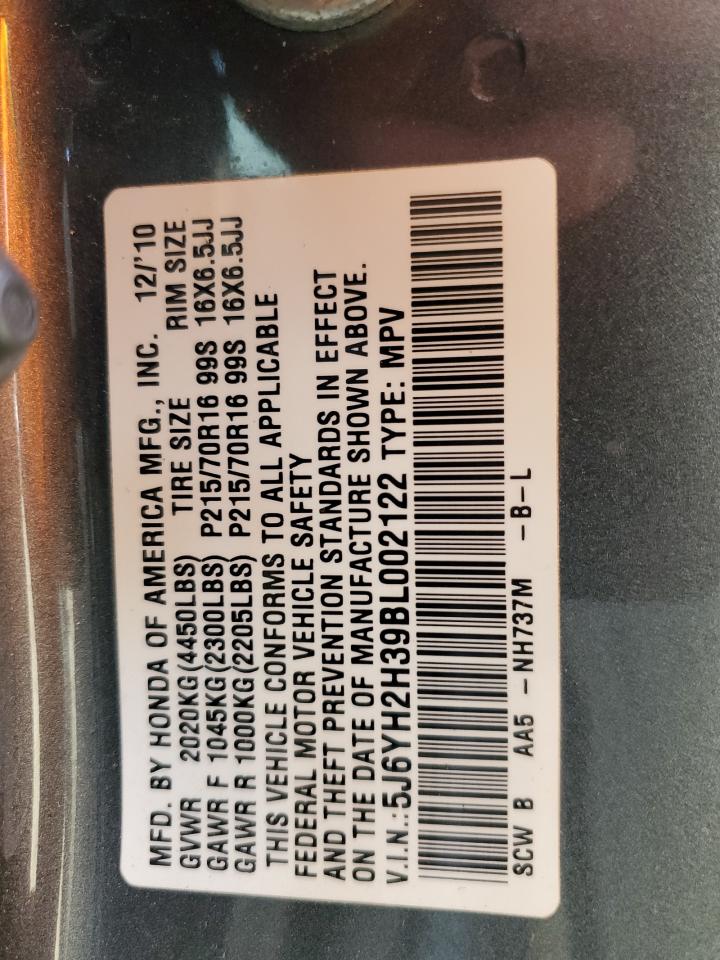 MFD. BY HONDA OF AMERICA MFG., INC. 12/'10
GVWR 2020KG(4450LBS) TIRE SIZE RIM SIZE
GAWR F 1045KG(2300LBS) P215/70R16 99S 16X6.5JJ
GAWR R 1000KG(2205LBS) P215/70R16 99S 16X6.5JJ
THIS VEHICLE CONFORMS TO ALL APPLICABLE
FEDERAL MOTOR VEHICLE SAFETY
AND THEFT PREVENTION STANDARDS IN EFFECT
ON THE DATE OF MANUFACTURE SHOWN ABOVE.
V.I.N.:5J6YH2H39BL002122 TYPE: MPV
SCW B AA5 -NH737M -B-L